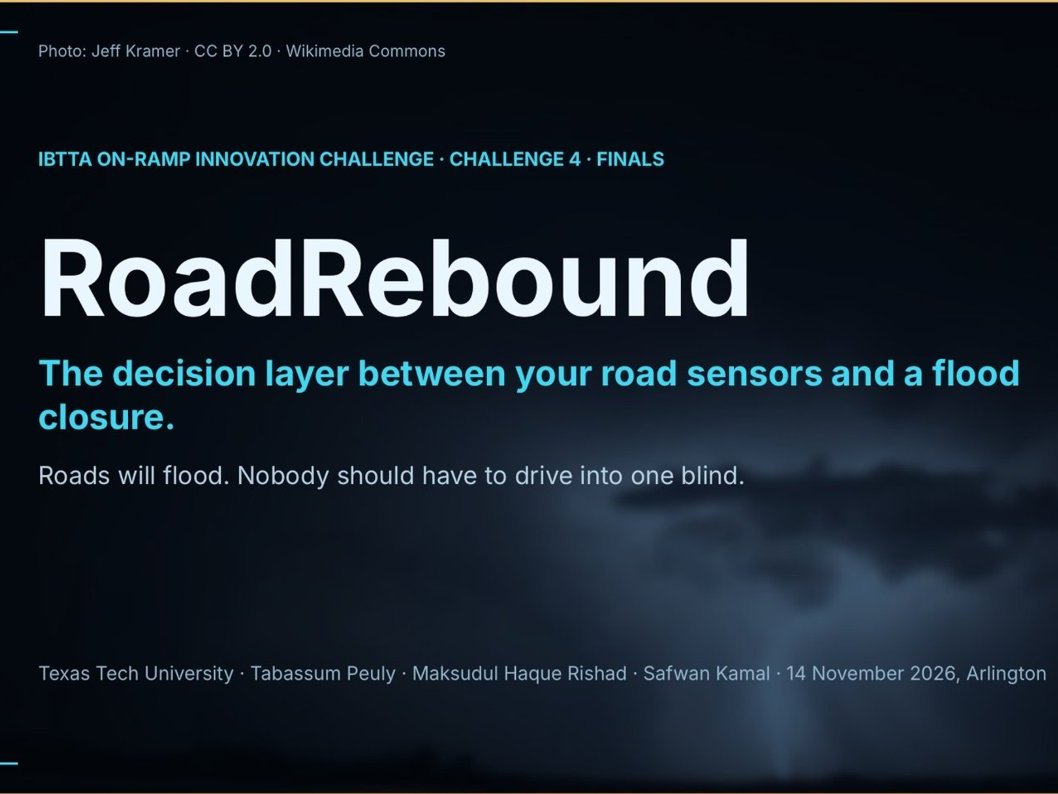 Photo: Jeff Kramer · CC BY 2.0 · Wikimedia Commons
IBTTA ON-RAMP INNOVATION CHALLENGE · CHALLENGE 4 · FINALS
RoadRebound
The decision layer between your road sensors and a flood
closure.
Roads will flood. Nobody should have to drive into one blind.
Texas Tech University · Tabassum Peuly · Maksudul Haque Rishad · Safwan Kamal · 14 November 2026, Arlington